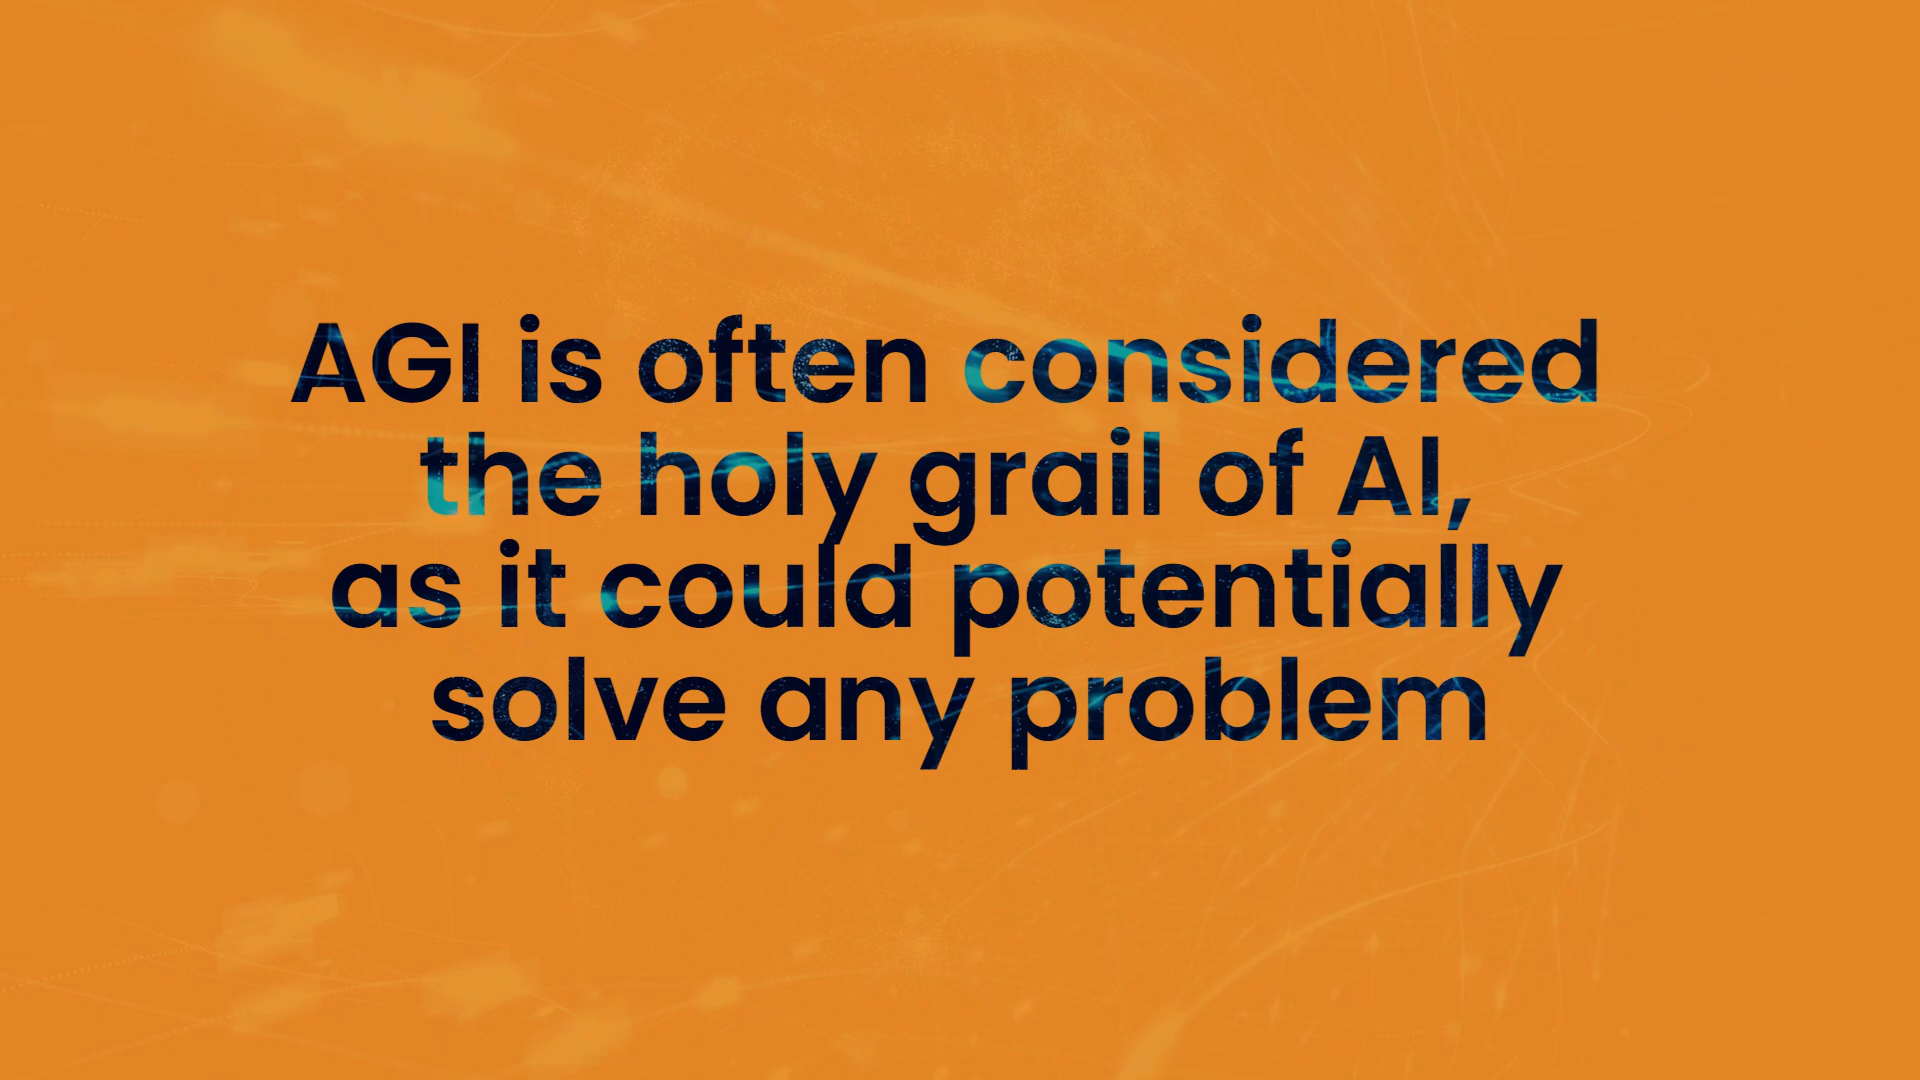 AGI is often considered
the holy grail of AI,
as it could potentially
solve any problem